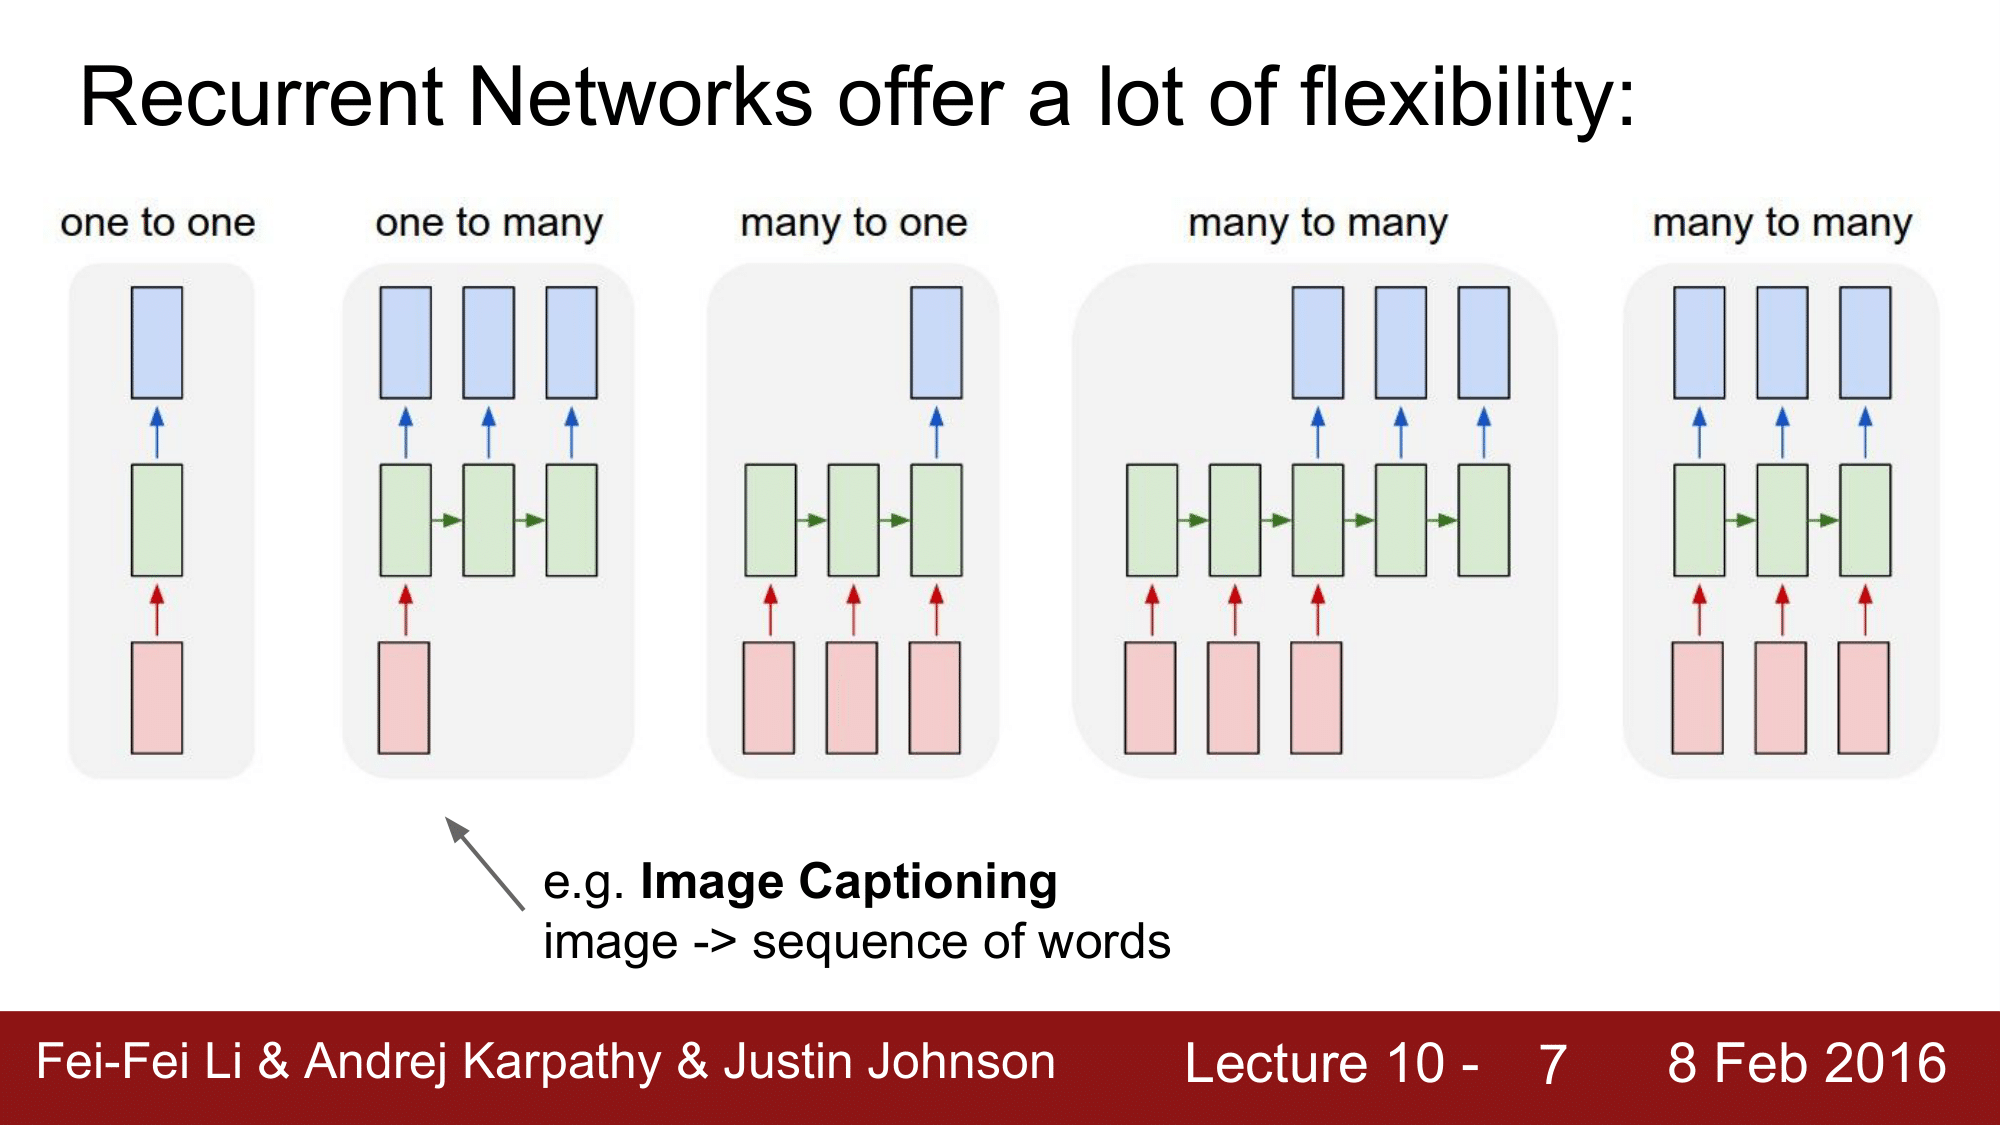 Recurrent Networks offer a lot of flexibility:
one to one
one to many
many to one
many to many
many to many
e.g. Image Captioning
image -> sequence of words
Fei-Fei Li & Andrej Karpathy & Justin Johnson
Lecture 10 - 7
8 Feb 2016